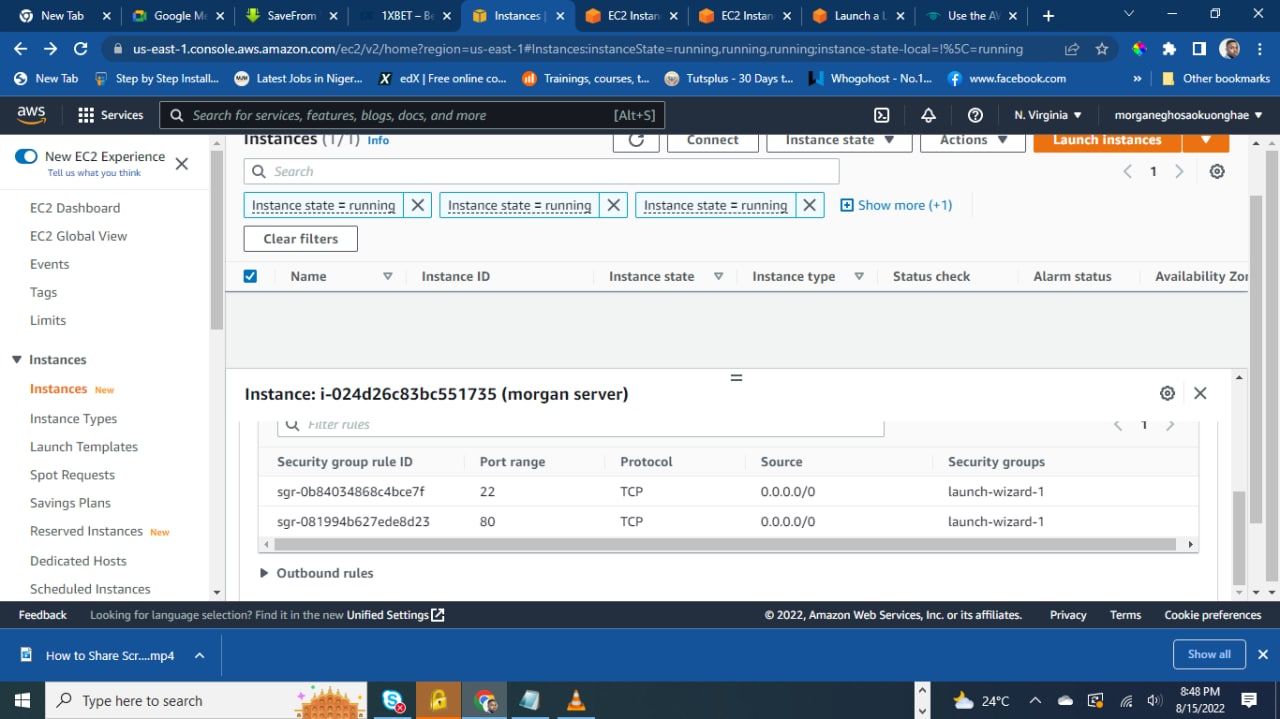 New Tab
Google Me
SaveFrom
1XBET – Be
Instances |
EC2 Instan
EC2 Instan
Launch a L
Use the AV
us-east-1.console.aws.amazon.com/ec2/v2/home?region=us-east-1#Instances:instanceState=running,running,running;instance-state-local=!%5C=running
New Tab
Step by Step Install...
Latest Jobs in Niger...
edX | Free online co...
Trainings, courses, t...
Tutsplus - 30 Days t...
Whogohost - No.1...
www.facebook.com
»
Other bookmarks
aws
Services
Search for services, features, blogs, docs, and more
[Alt+S]
N. Virginia
morganeghosaokuonghae
New EC2 Experience
Tell us what you think
EC2 Dashboard
EC2 Global View
Events
Tags
Limits
Instances
Instances New
Instance Types
Launch Templates
Spot Requests
Savings Plans
Reserved Instances New
Dedicated Hosts
Scheduled Instances
Instances (1/1) Info
Connect
Instance state
Actions
Launch instances
Search
1
Instance state = running
Instance state = running
Instance state = running
Show more (+1)
Clear filters
Name
Instance ID
Instance state
Instance type
Status check
Alarm status
Availability Zo
Instance: i-024d26c83bc551735 (morgan server)
Filter rules
1
Security group rule ID Port range Protocol Source Security groups
sgr-0b84034868c4bce7f 22 TCP 0.0.0.0/0 launch-wizard-1
sgr-081994b627ede8d23 80 TCP 0.0.0.0/0 launch-wizard-1
Outbound rules
Feedback
Looking for language selection? Find it in the new Unified Settings
© 2022, Amazon Web Services, Inc. or its affiliates.
Privacy
Terms
Cookie preferences
How to Share Scr....mp4
Show all
Type here to search
24°C
8:48 PM
8/15/2022